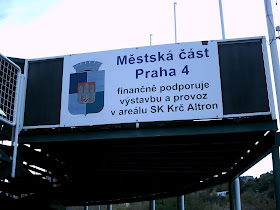 Městská část
Praha 4
finančně podporuje
výstavbu a provoz
v areálu SK Krč Altron